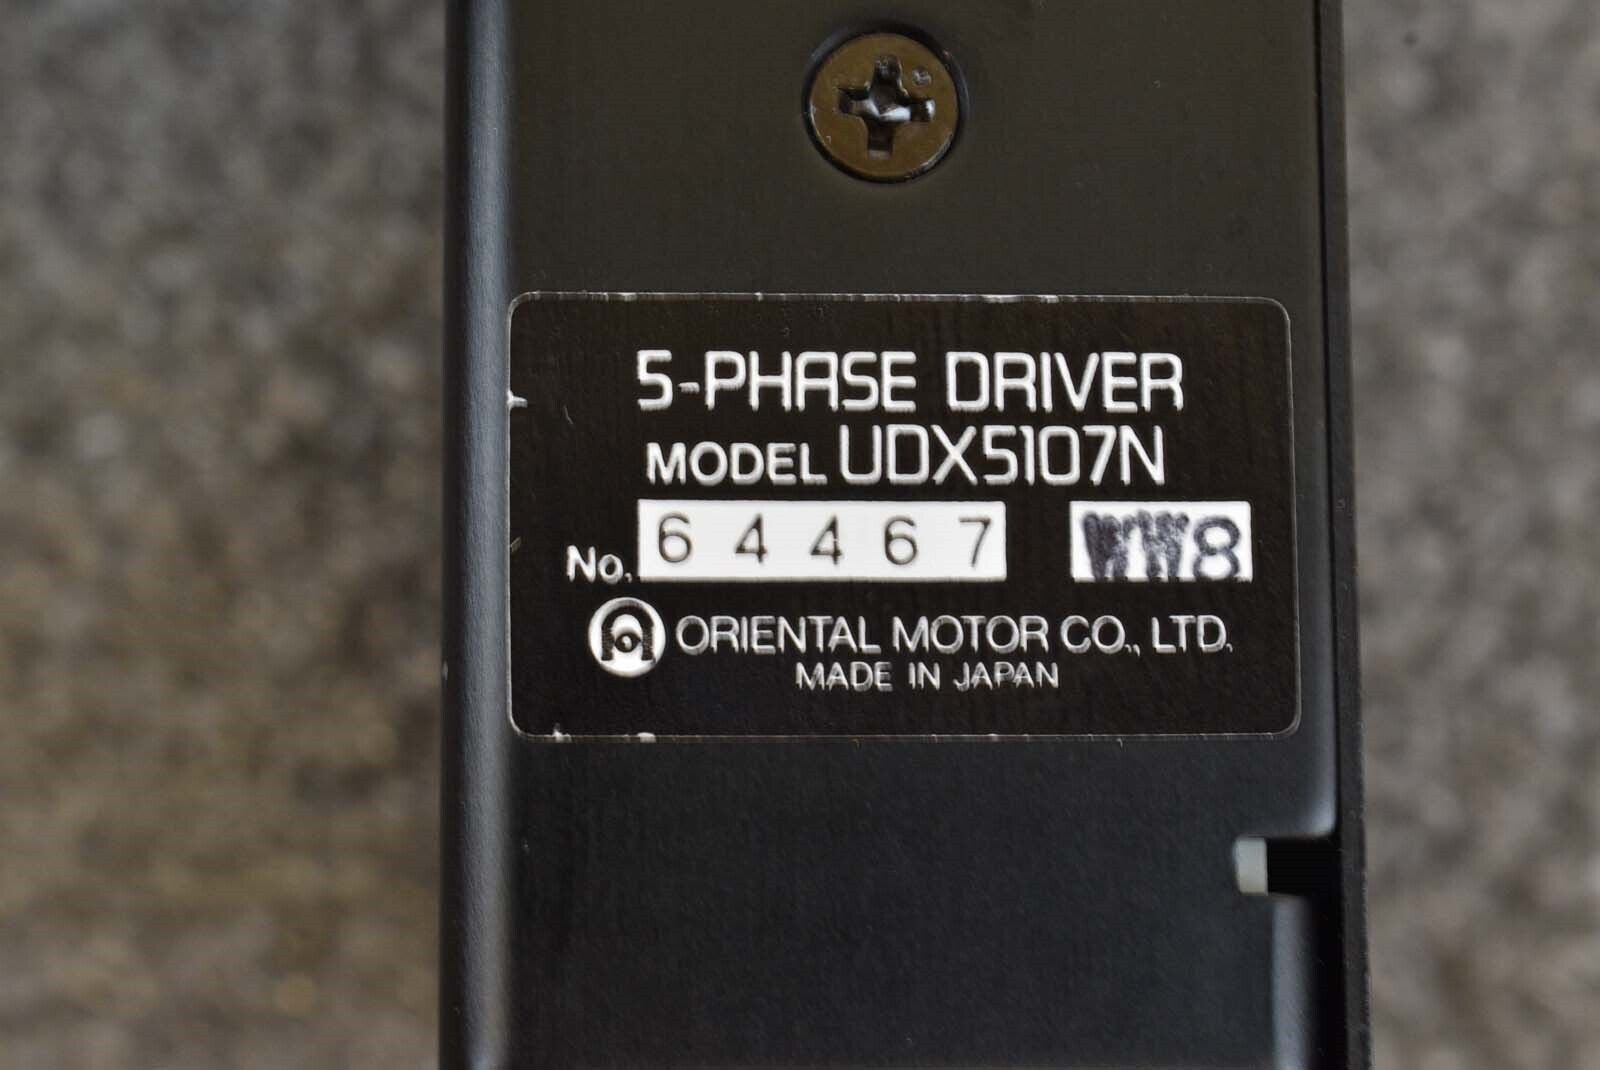 5-PHASE DRIVER
MODEL UDX5107N
No. 64467 WW8
ORIENTAL MOTOR CO., LTD.
MADE IN JAPAN